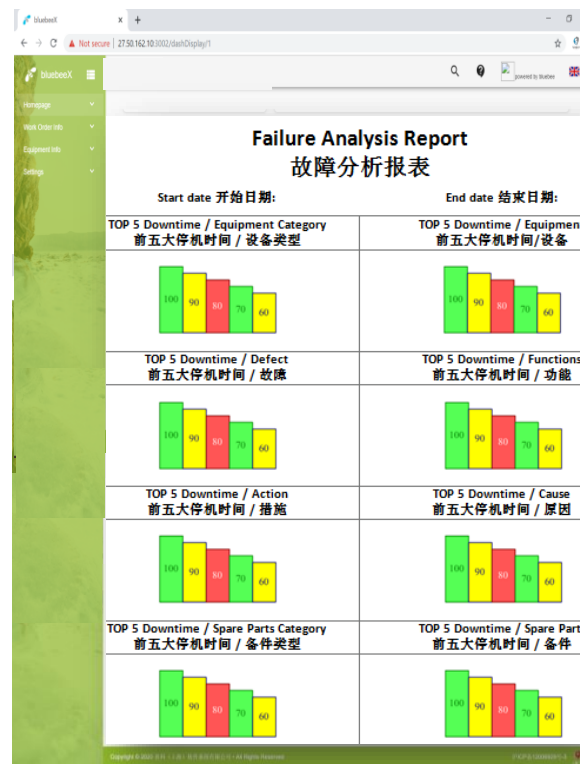 bluebeeX
Not secure | 27.50.162.10:3002/dashDisplay/1
bluebeeX
powered by bluebee
Homepage
Work Order Info
Equipment Info
Settings
Failure Analysis Report
故障分析报表
Start date 开始日期: End date 结束日期:
TOP 5 Downtime / Equipment Category TOP 5 Downtime / Equipmen
前五大停机时间 / 设备类型 前五大停机时间/设备
100 90 80 70 60 100 90 80 70 60
TOP 5 Downtime / Defect TOP 5 Downtime / Functions
前五大停机时间 / 故障 前五大停机时间 / 功能
100 90 80 70 60 100 90 80 70 60
TOP 5 Downtime / Action TOP 5 Downtime / Cause
前五大停机时间 / 措施 前五大停机时间 / 原因
100 90 80 70 60 100 90 80 70 60
TOP 5 Downtime / Spare Parts Category TOP 5 Downtime / Spare Part
前五大停机时间 / 备件类型 前五大停机时间 / 备件
100 90 80 70 60 100 90 80 70 60
Copyright © All Rights Reserved